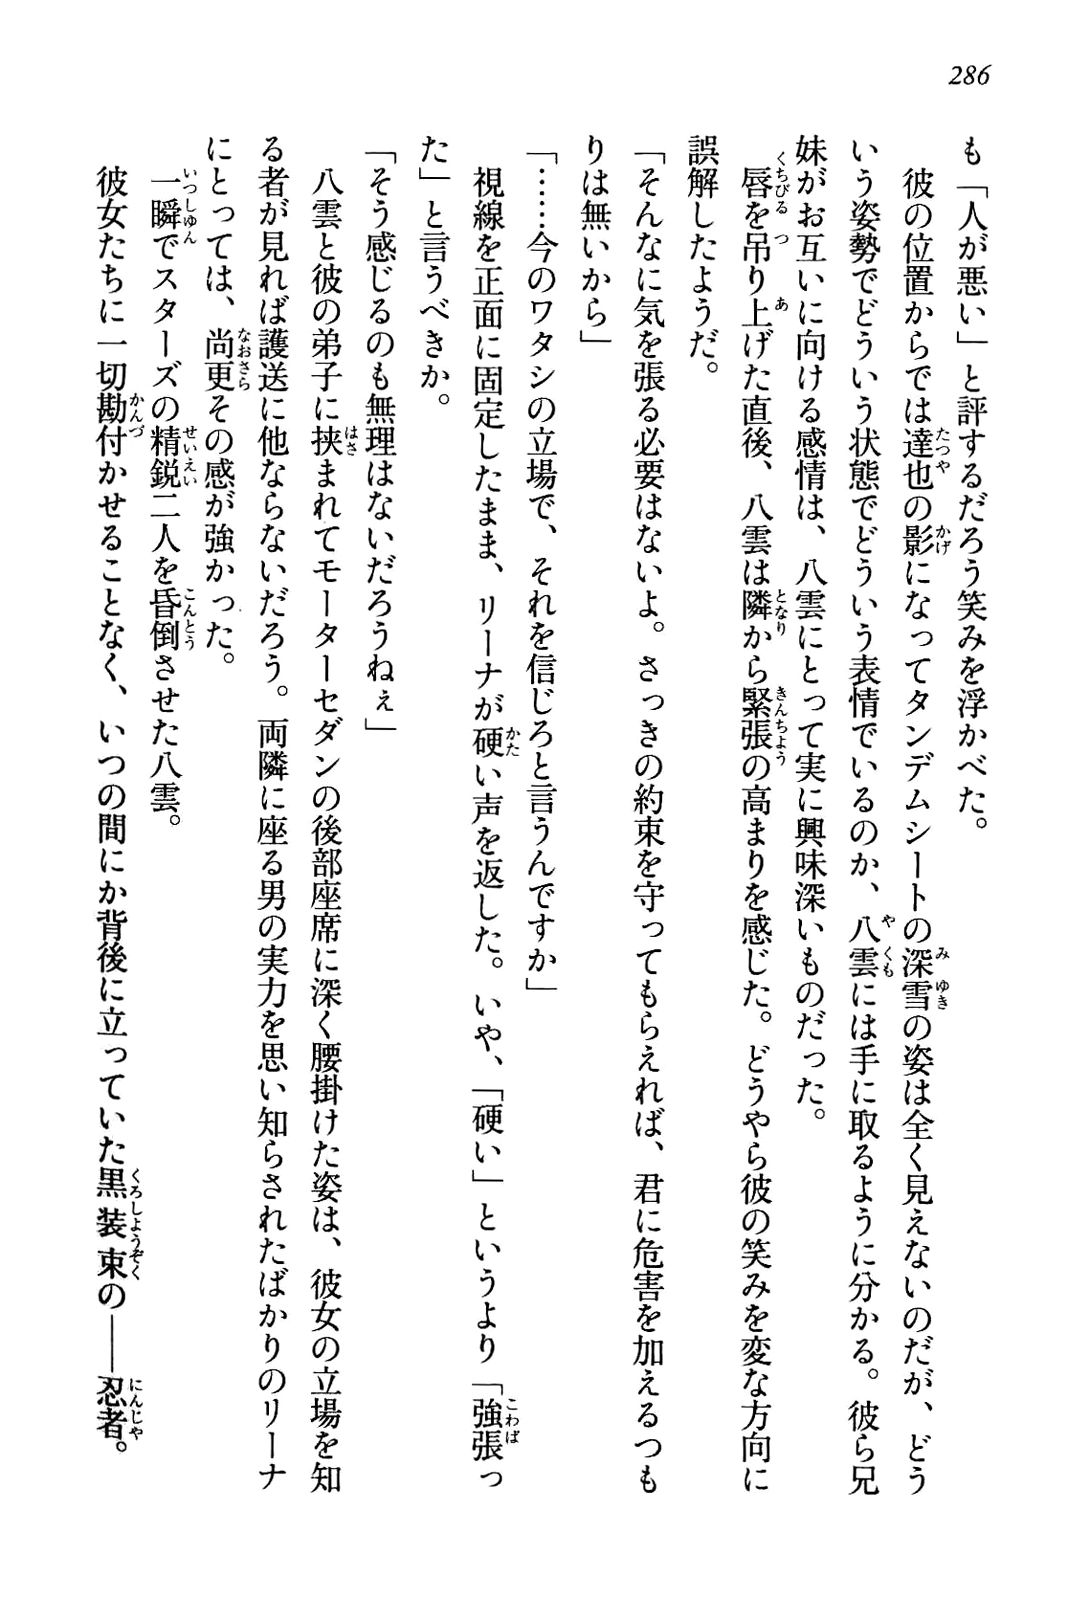 286
も「人が悪い」と評するだろう笑みを浮かべた。
　彼の位置からでは達也の影になってタンデムシートの深雪の姿は全く見えないのだが、どう
いう姿勢でどういう状態でどういう表情でいるのか、八雲には手に取るように分かる。彼ら兄
妹がお互いに向ける感情は、八雲にとって実に興味深いものだった。
　唇を吊り上げた直後、八雲は隣から緊張の高まりを感じた。どうやら彼の笑みを変な方向に
誤解したようだ。
「そんなに気を張る必要はないよ。さっきの約束を守ってもらえれば、君に危害を加えるつも
りは無いから」
「……今のワタシの立場で、それを信じろと言うんですか」
　視線を正面に固定したまま、リーナが硬い声を返した。いや、「硬い」というより「強張っ
た」と言うべきか。
「そう感じるのも無理はないだろうねぇ」
　八雲と彼の弟子に挟まれてモーターセダンの後部座席に深く腰掛けた姿は、彼女の立場を知
る者が見れば護送に他ならないだろう。両隣に座る男の実力を思い知らされたばかりのリーナ
にとっては、尚更その感が強かった。
　一瞬でスターズの精鋭二人を昏倒させた八雲。
　彼女たちに一切勘付かせることなく、いつの間にか背後に立っていた黒装束の――忍者。